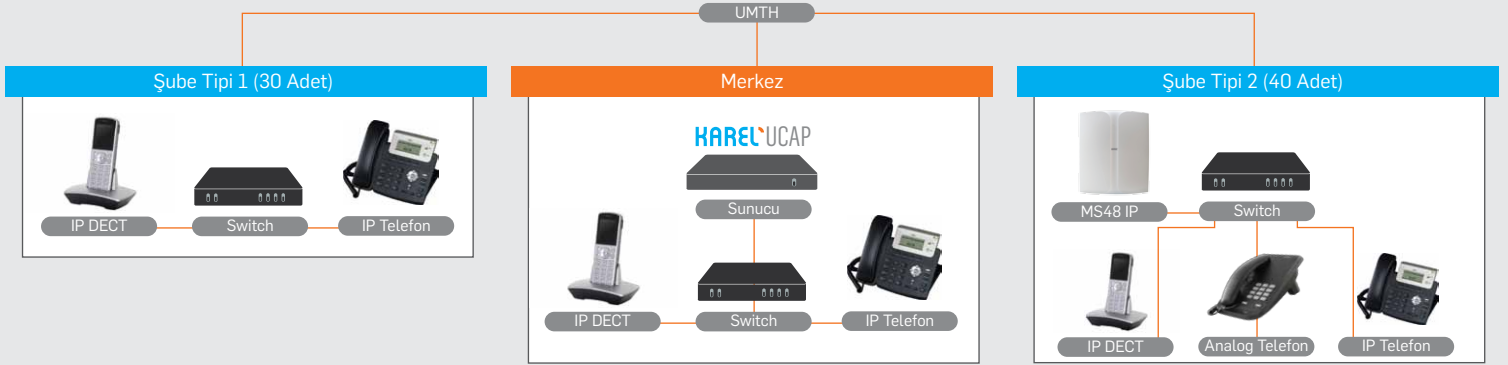 UMTH
Şube Tipi 1 (30 Adet)
IP DECT
Switch
IP Telefon
Merkez
KAREL UCAP
Sunucu
IP DECT
Switch
IP Telefon
Şube Tipi 2 (40 Adet)
MS48 IP
Switch
IP DECT
Analog Telefon
IP Telefon